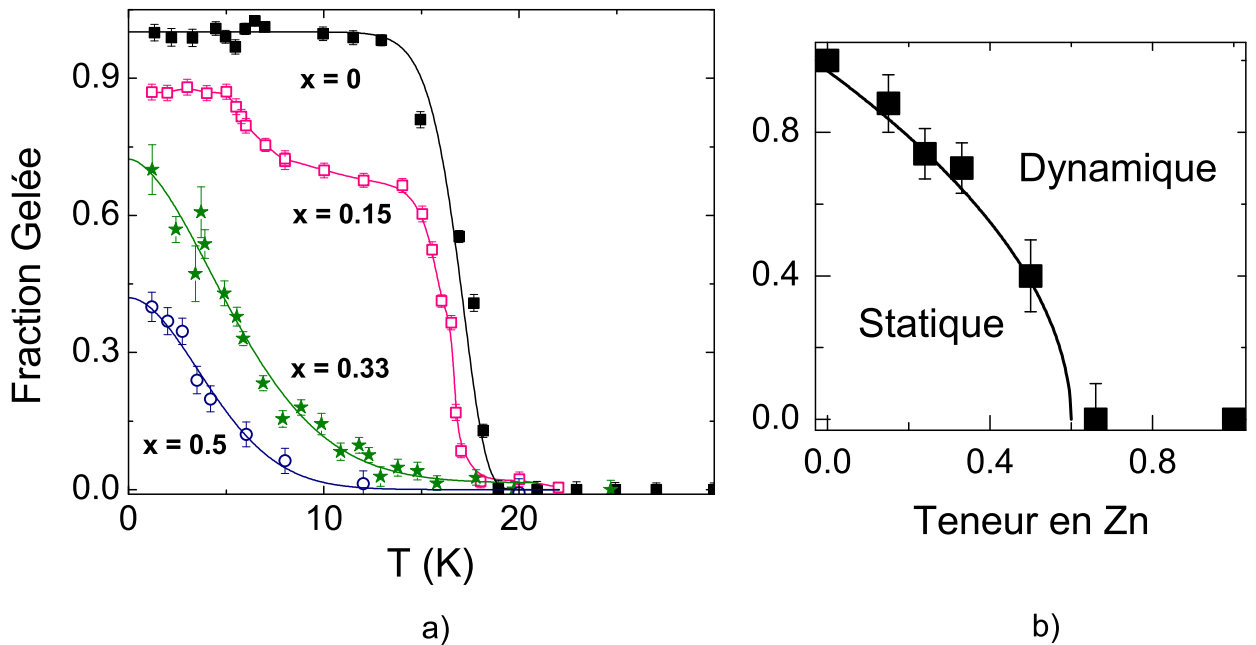 Fraction Gelée
0.9
0.6
0.3
0.0
x = 0
x = 0.15
x = 0.33
x = 0.5
0
10
20
T (K)
a)
0.8
0.4
0.0
Dynamique
Statique
0.0
0.4
0.8
Teneur en Zn
b)